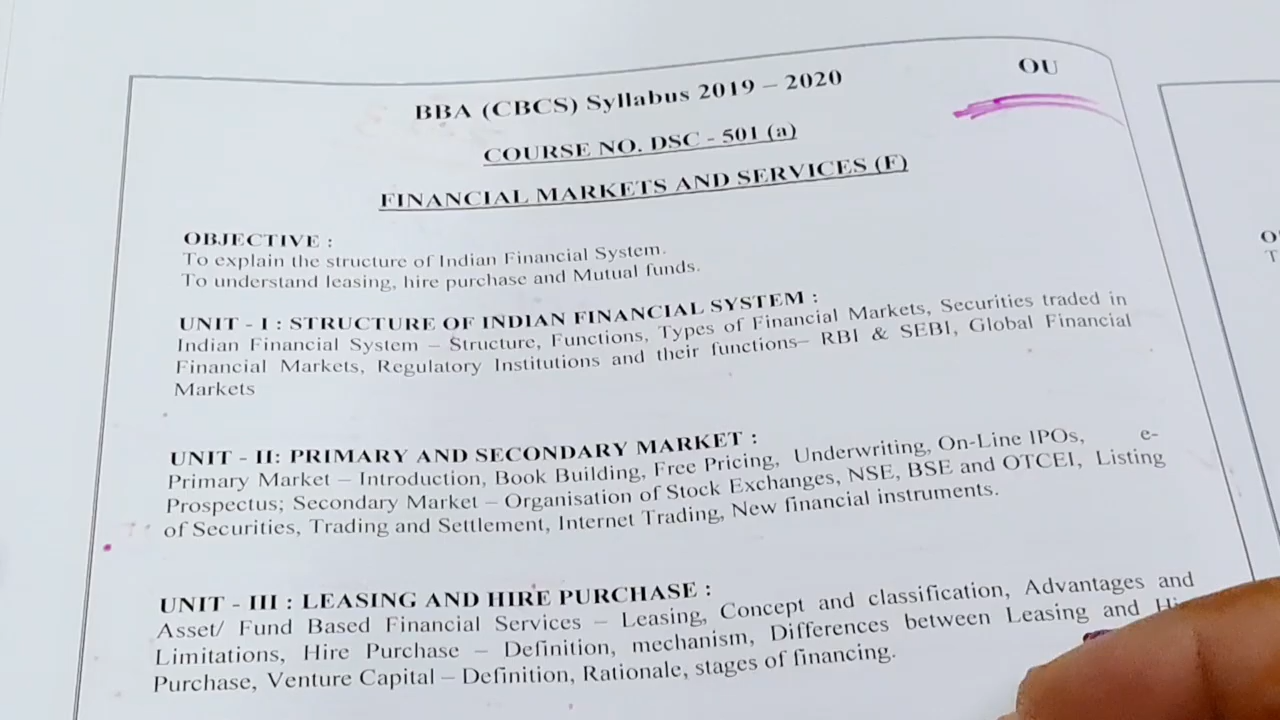 OU
BBA (CBCS) Syllabus 2019 – 2020
COURSE NO. DSC - 501 (a)
FINANCIAL MARKETS AND SERVICES (F)
OBJECTIVE :
To explain the structure of Indian Financial System.
To understand leasing, hire purchase and Mutual funds.
UNIT - I : STRUCTURE OF INDIAN FINANCIAL SYSTEM :
Indian Financial System – Structure, Functions, Types of Financial Markets, Securities traded in
Financial Markets, Regulatory Institutions and their functions– RBI & SEBI, Global Financial
Markets
UNIT - II: PRIMARY AND SECONDARY MARKET :
Primary Market – Introduction, Book Building, Free Pricing, Underwriting, On-Line IPOs, e-
Prospectus; Secondary Market – Organisation of Stock Exchanges, NSE, BSE and OTCEI, Listing
of Securities, Trading and Settlement, Internet Trading, New financial instruments.
UNIT - III : LEASING AND HIRE PURCHASE :
Asset/ Fund Based Financial Services – Leasing, Concept and classification, Advantages and
Limitations, Hire Purchase – Definition, mechanism, Differences between Leasing and
Purchase, Venture Capital – Definition, Rationale, stages of financing.